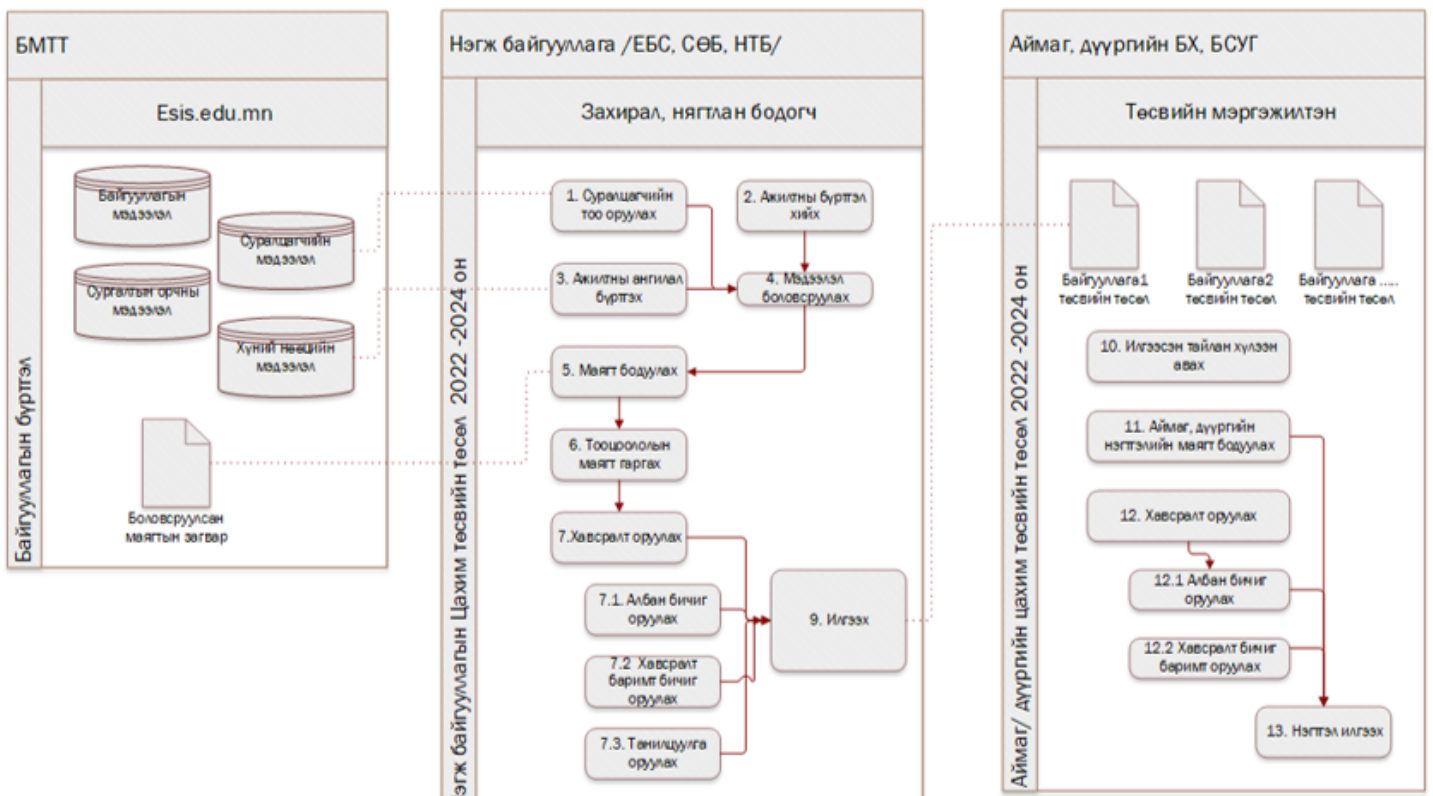 БМТТ
Esis.edu.mn
Байгууллагын бүртгэл
Байгууллагын
мэдээлэл
Суралцагчийн
мэдээлэл
Сургалтын орчны
мэдээлэл
Хүний нөөцийн
мэдээлэл
Боловсруулсан
маягтын загвар
Нэгж байгууллага /ЕБС, СӨБ, НТБ/
Захирал, нягтлан бодогч
эгж байгууллагын Цахим төсвийн төсөл 2022 -2024 он
1. Суралцагчийн
тоо оруулах
2. Ажилтны бүртгэл
хийх
3. Ажилтны ангилал
бүртгэх
4. Мэдээлэл
боловсруулах
5. Маягт бодуулах
6. Тооцоололын
маягт гаргах
7.Хавсралт оруулах
7.1. Албан бичиг
оруулах
7.2 Хавсралт
баримт бичиг
оруулах
7.3. Танилцуулга
оруулах
9. Илгээх
Аймаг, дүүргийн БХ, БСУГ
Төсвийн мэргэжилтэн
Аймаг/ дүүргийн цахим төсвийн төсөл 2022 -2024 он
Байгууллага1
төсвийн төсөл
Байгууллага2
төсвийн төсөл
Байгууллага .....
төсвийн төсөл
10. Илгээсэн тайлан хүлээн
авах
11. Аймаг, дүүргийн
нэгтгэлийн маягт бодуулах
12. Хавсралт оруулах
12.1 Албан бичиг
оруулах
12.2 Хавсралт бичиг
баримт оруулах
13. Нэгтгэл илгээх